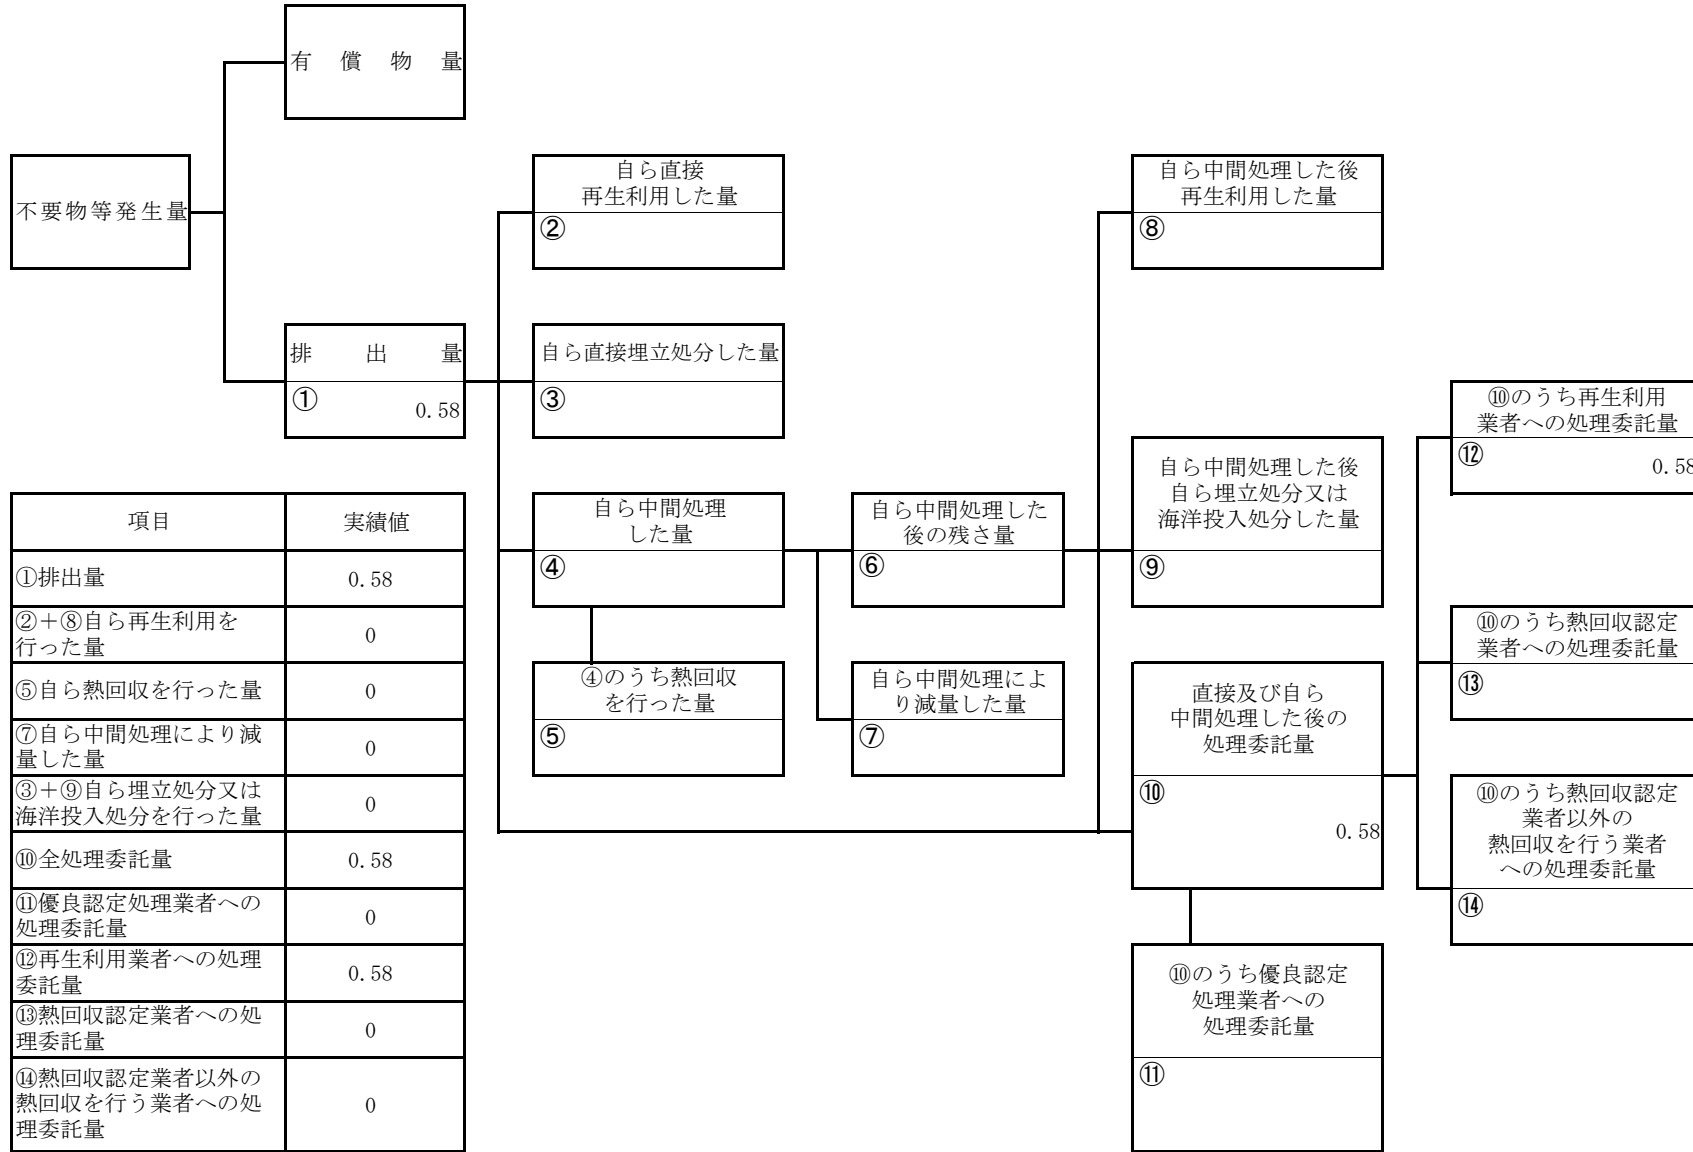 有償物量
不要物等発生量
自ら直接
再生利用した量
②
自ら中間処理した後
再生利用した量
⑧
排出量
①
0.58
自ら直接埋立処分した量
③
⑩のうち再生利用
業者への処理委託量
⑫
0.58
自ら中間処理
した量
④
自ら中間処理した
後の残さ量
⑥
自ら中間処理した後
自ら埋立処分又は
海洋投入処分した量
⑨
⑩のうち熱回収認定
業者への処理委託量
⑬
④のうち熱回収
を行った量
⑤
自ら中間処理によ
り減量した量
⑦
直接及び自ら
中間処理した後の
処理委託量
⑩
0.58
⑩のうち熱回収認定
業者以外の
熱回収を行う業者
への処理委託量
⑭
⑩のうち優良認定
処理業者への
処理委託量
⑪
項目 実績値
①排出量 0.58
②＋⑧自ら再生利用を
行った量 0
⑤自ら熱回収を行った量 0
⑦自ら中間処理により減
量した量 0
③＋⑨自ら埋立処分又は
海洋投入処分を行った量 0
⑩全処理委託量 0.58
⑪優良認定処理業者への
処理委託量 0
⑫再生利用業者への処理
委託量 0.58
⑬熱回収認定業者への処
理委託量 0
⑭熱回収認定業者以外の
熱回収を行う業者への処
理委託量 0